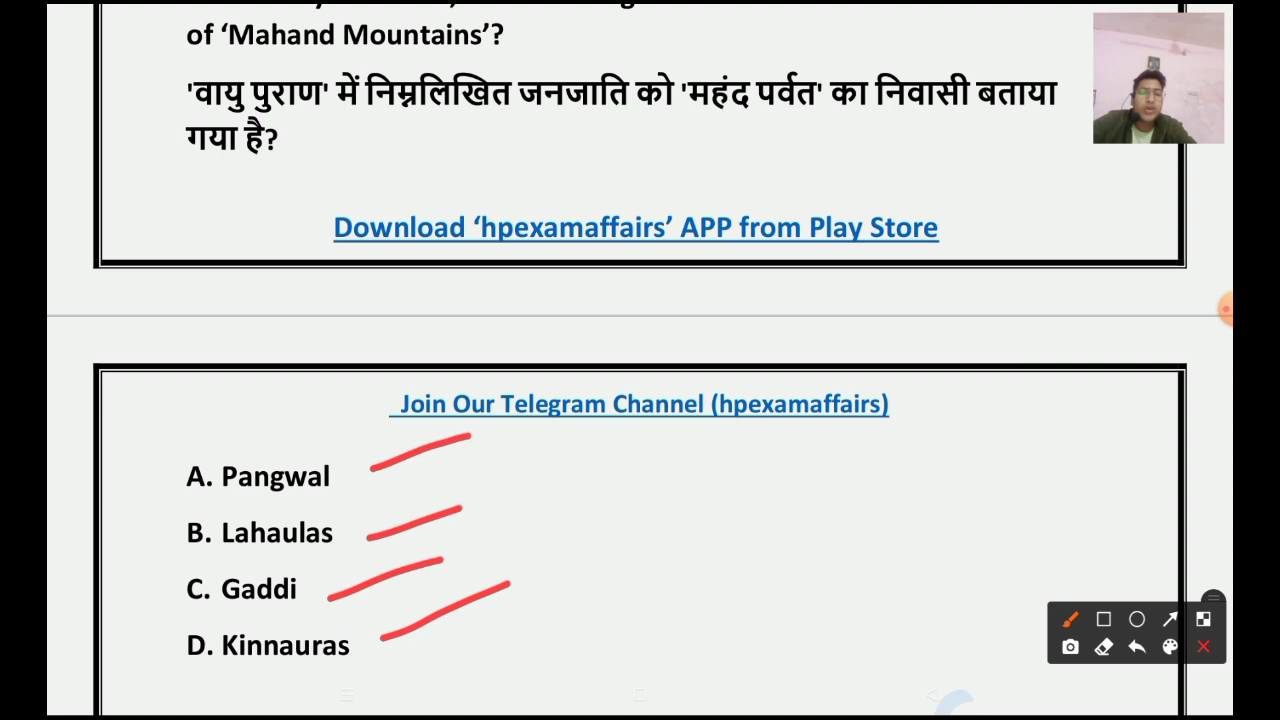 of ‘Mahand Mountains’?
'वायु पुराण' में निम्नलिखित जनजाति को 'महंद पर्वत' का निवासी बताया
गया है?
Download ‘hpexamaffairs’ APP from Play Store
Join Our Telegram Channel (hpexamaffairs)
A. Pangwal
B. Lahaulas
C. Gaddi
D. Kinnauras